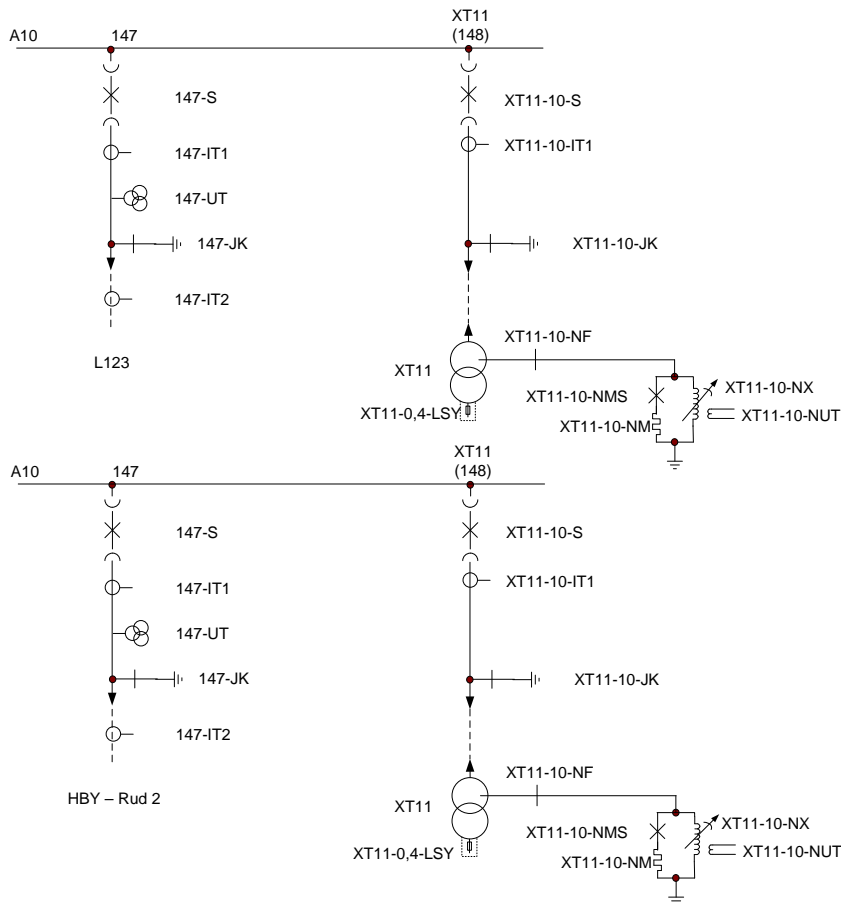 XT11
A10 147 (148)
147-S XT11-10-S
147-IT1 XT11-10-IT1
147-UT
147-JK XT11-10-JK
147-IT2
XT11-10-NF
L123 XT11
XT11-10-NX
XT11-10-NMS
XT11-0,4-LSY XT11-10-NUT
XT11-10-NM
XT11
A10 147 (148)
147-S XT11-10-S
147-IT1 XT11-10-IT1
147-UT
147-JK XT11-10-JK
147-IT2
XT11-10-NF
HBY – Rud 2 XT11
XT11-10-NX
XT11-10-NMS
XT11-0,4-LSY XT11-10-NUT
XT11-10-NM